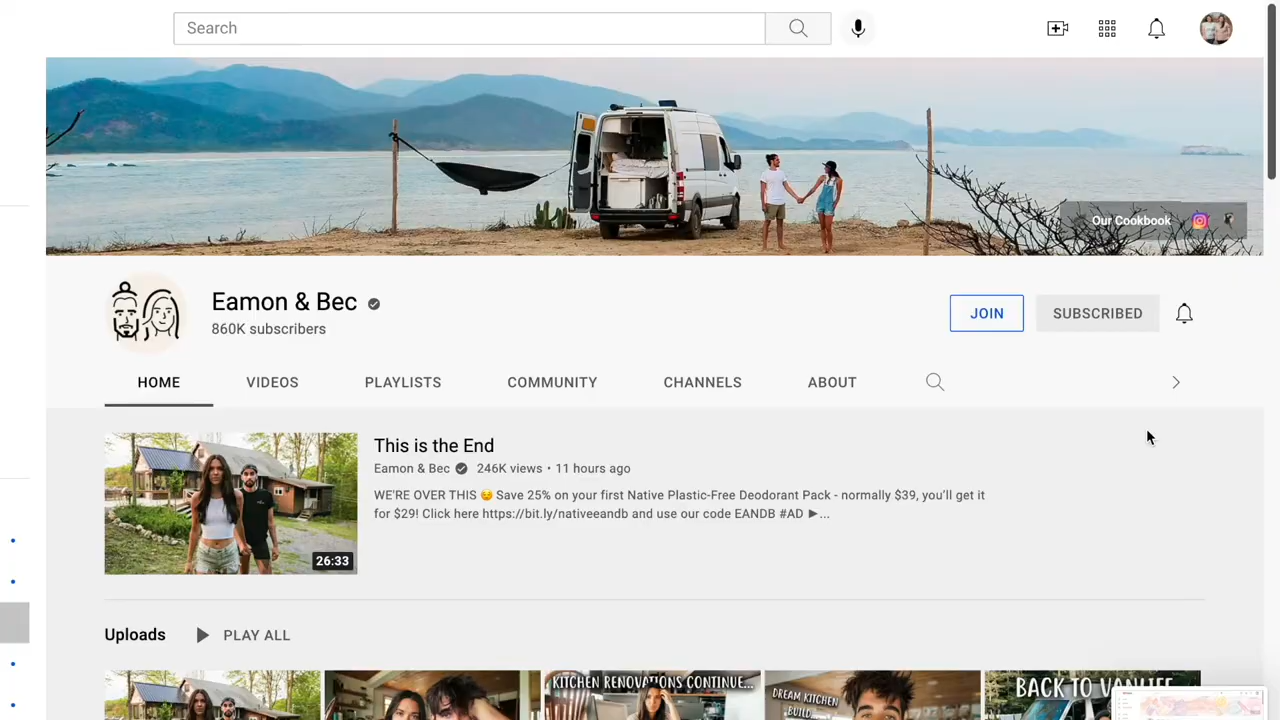 Search
Our Cookbook
Eamon & Bec
860K subscribers
JOIN
SUBSCRIBED
HOME
VIDEOS
PLAYLISTS
COMMUNITY
CHANNELS
ABOUT
This is the End
Eamon & Bec 246K views • 11 hours ago
WE'RE OVER THIS 😏 Save 25% on your first Native Plastic-Free Deodorant Pack - normally $39, you'll get it
for $29! Click here https://bit.ly/nativeeandb and use our code EANDB #AD ►...
26:33
Uploads
PLAY ALL
KITCHEN RENOVATIONS CONTINUE...
DREAM KITCHEN
BUILD...
BACK TO VANLIFE